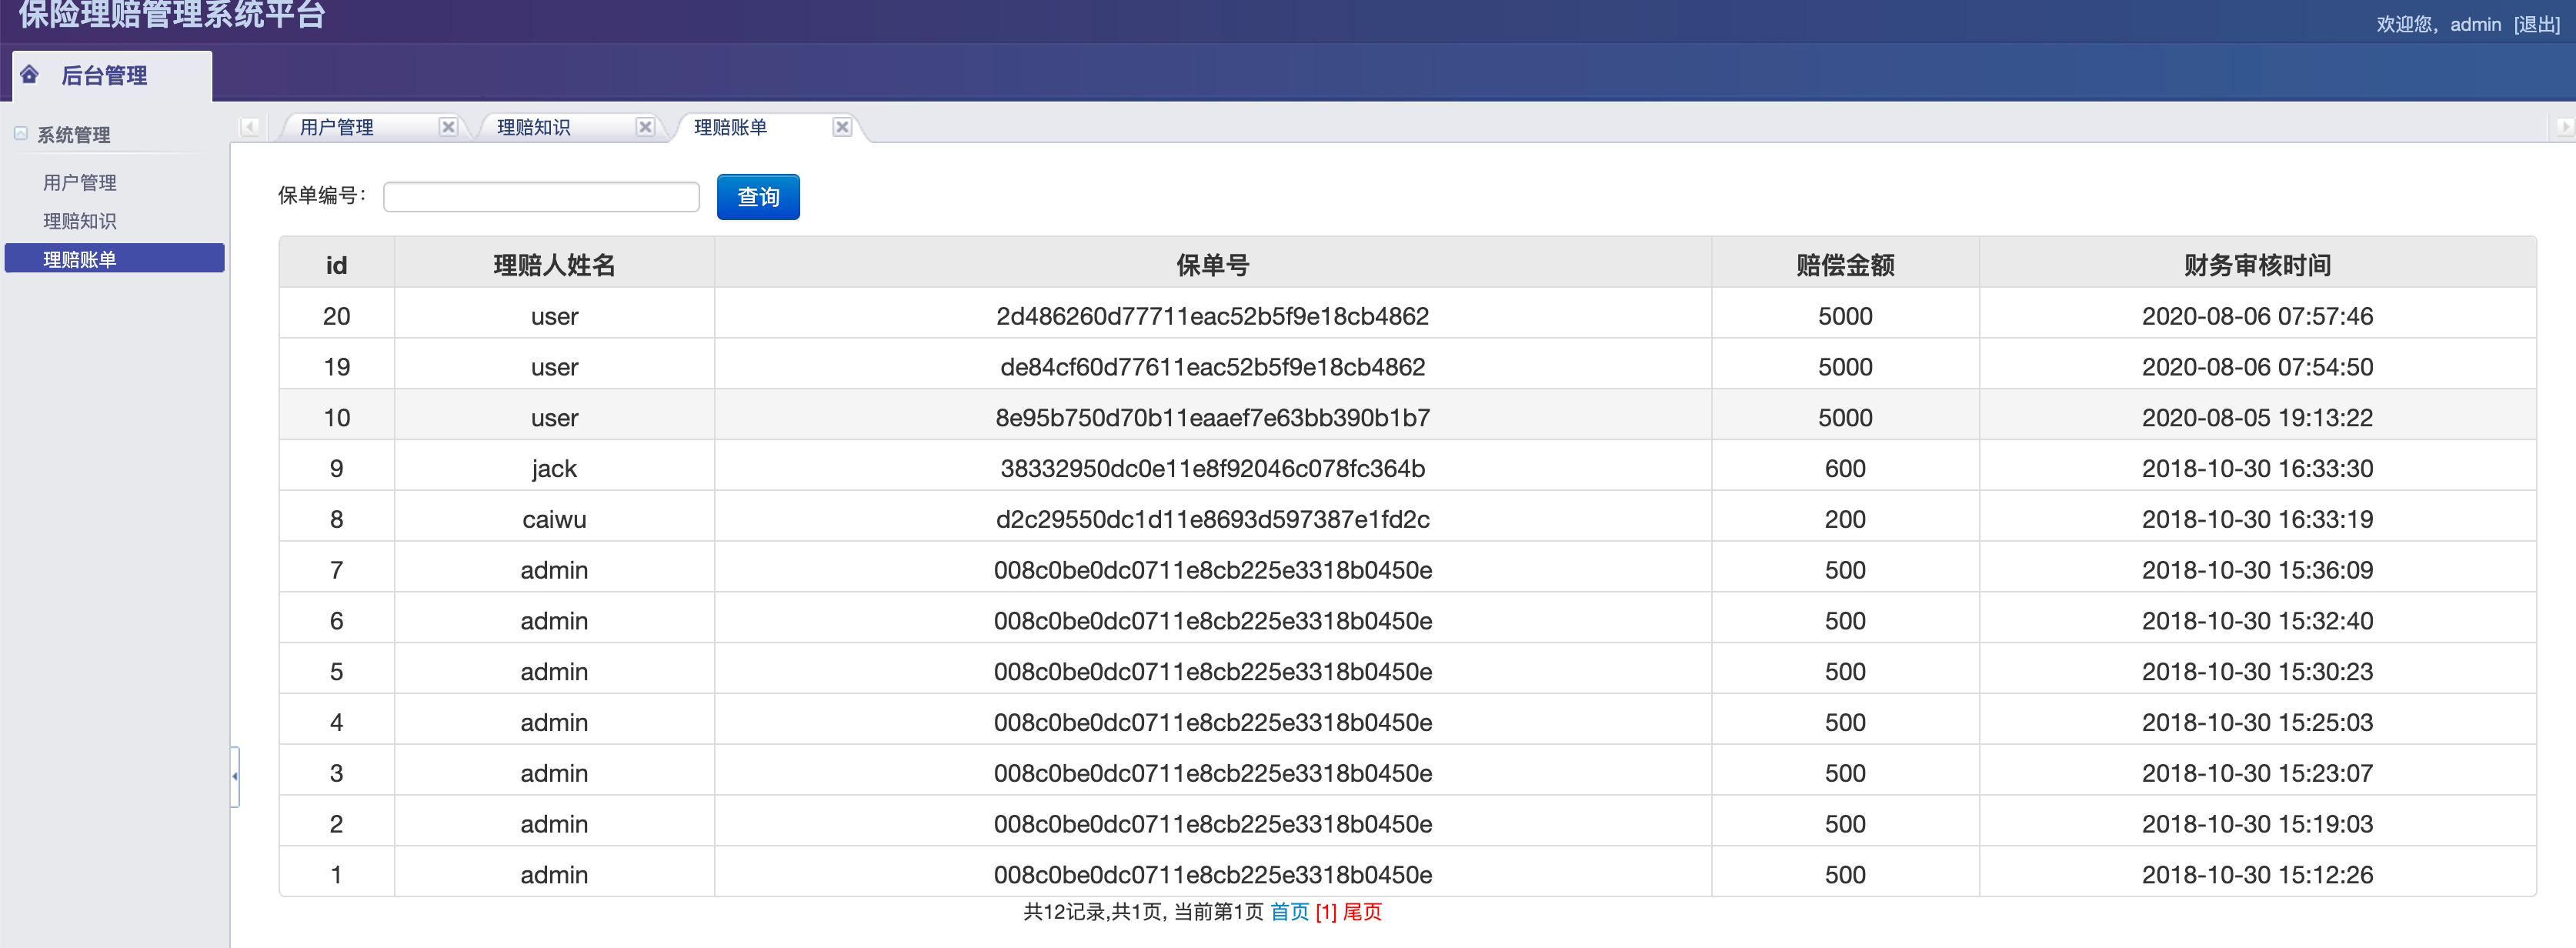 保险理赔管理系统平台
欢迎您，admin [退出]
后台管理
系统管理
用户管理
理赔知识
理赔账单
用户管理 理赔知识 理赔账单
保单编号： 查询
id 理赔人姓名 保单号 赔偿金额 财务审核时间
20 user 2d486260d77711eac52b5f9e18cb4862 5000 2020-08-06 07:57:46
19 user de84cf60d77611eac52b5f9e18cb4862 5000 2020-08-06 07:54:50
10 user 8e95b750d70b11eaaef7e63bb390b1b7 5000 2020-08-05 19:13:22
9 jack 38332950dc0e11e8f92046c078fc364b 600 2018-10-30 16:33:30
8 caiwu d2c29550dc1d11e8693d597387e1fd2c 200 2018-10-30 16:33:19
7 admin 008c0be0dc0711e8cb225e3318b0450e 500 2018-10-30 15:36:09
6 admin 008c0be0dc0711e8cb225e3318b0450e 500 2018-10-30 15:32:40
5 admin 008c0be0dc0711e8cb225e3318b0450e 500 2018-10-30 15:30:23
4 admin 008c0be0dc0711e8cb225e3318b0450e 500 2018-10-30 15:25:03
3 admin 008c0be0dc0711e8cb225e3318b0450e 500 2018-10-30 15:23:07
2 admin 008c0be0dc0711e8cb225e3318b0450e 500 2018-10-30 15:19:03
1 admin 008c0be0dc0711e8cb225e3318b0450e 500 2018-10-30 15:12:26
共12记录,共1页, 当前第1页 首页 [1] 尾页